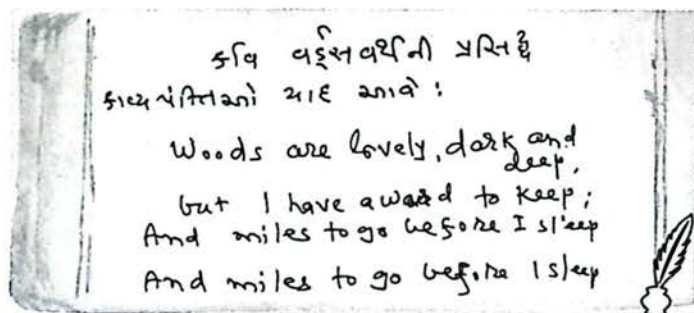 કવિ વર્ડ્સવર્થની પ્રસિદ્ધ
કાવ્યપંક્તિઓ યાદ આવે :
Woods are lovely, dark and
deep,
but I have a word to keep;
And miles to go before I sleep
And miles to go before I sleep